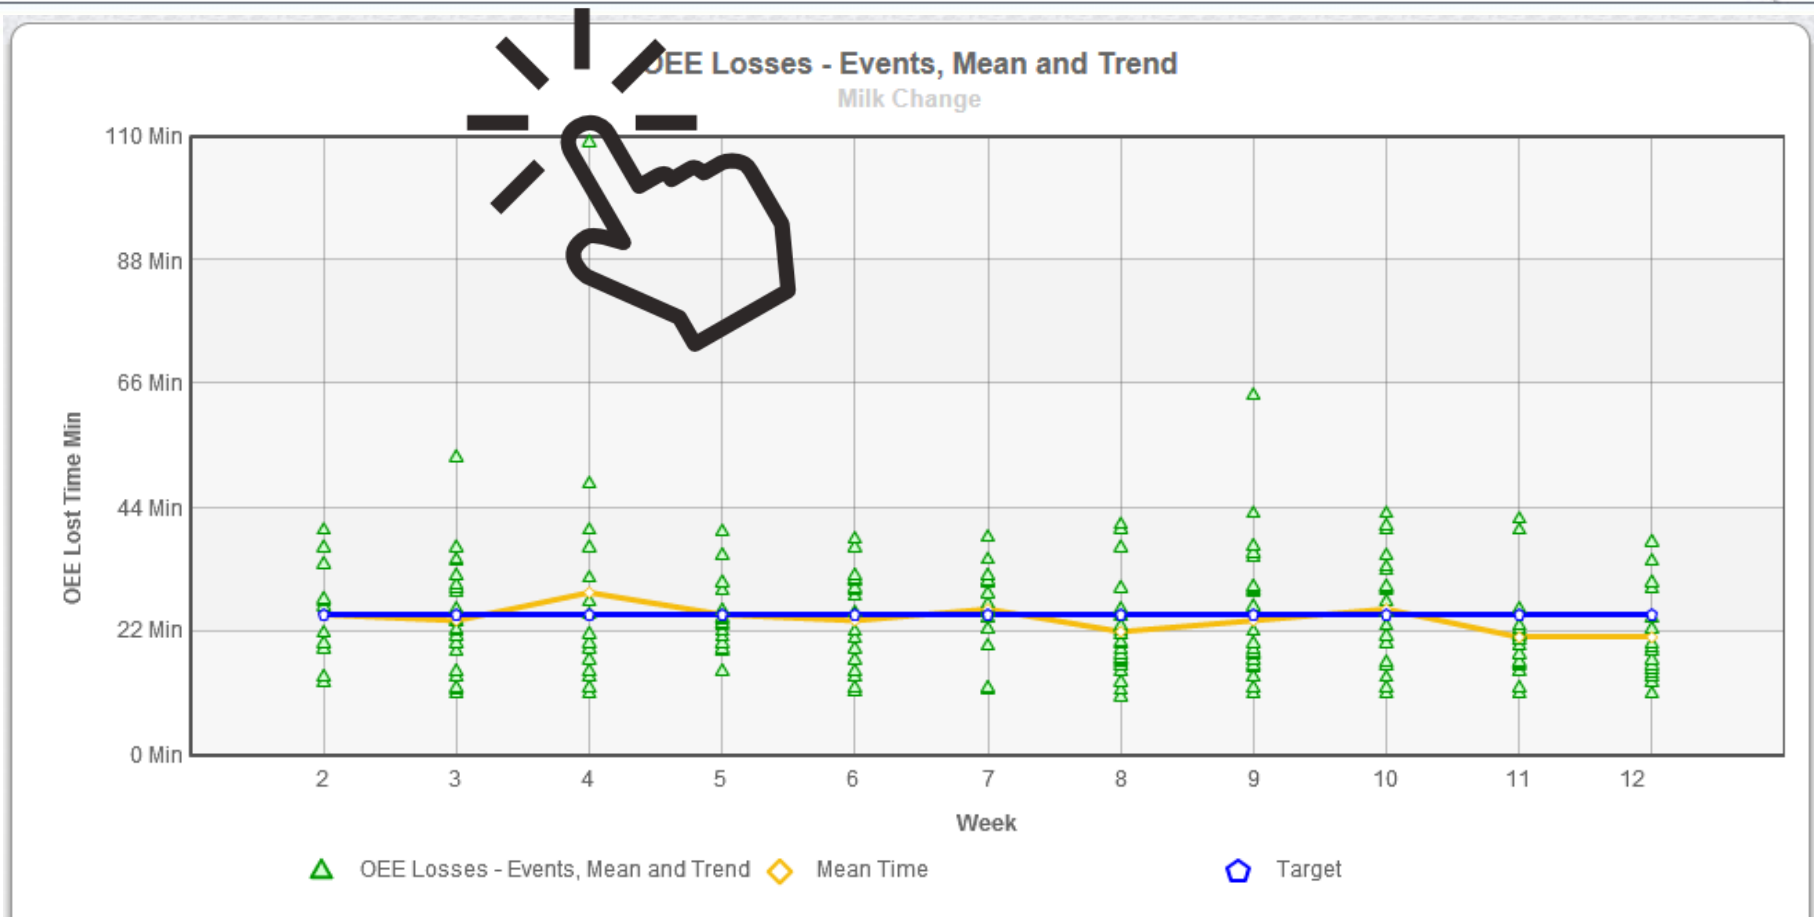 OEE Losses - Events, Mean and Trend
Milk Change
110 Min
88 Min
66 Min
44 Min
22 Min
0 Min
OEE Lost Time Min
2 3 4 5 6 7 8 9 10 11 12
Week
OEE Losses - Events, Mean and Trend Mean Time Target